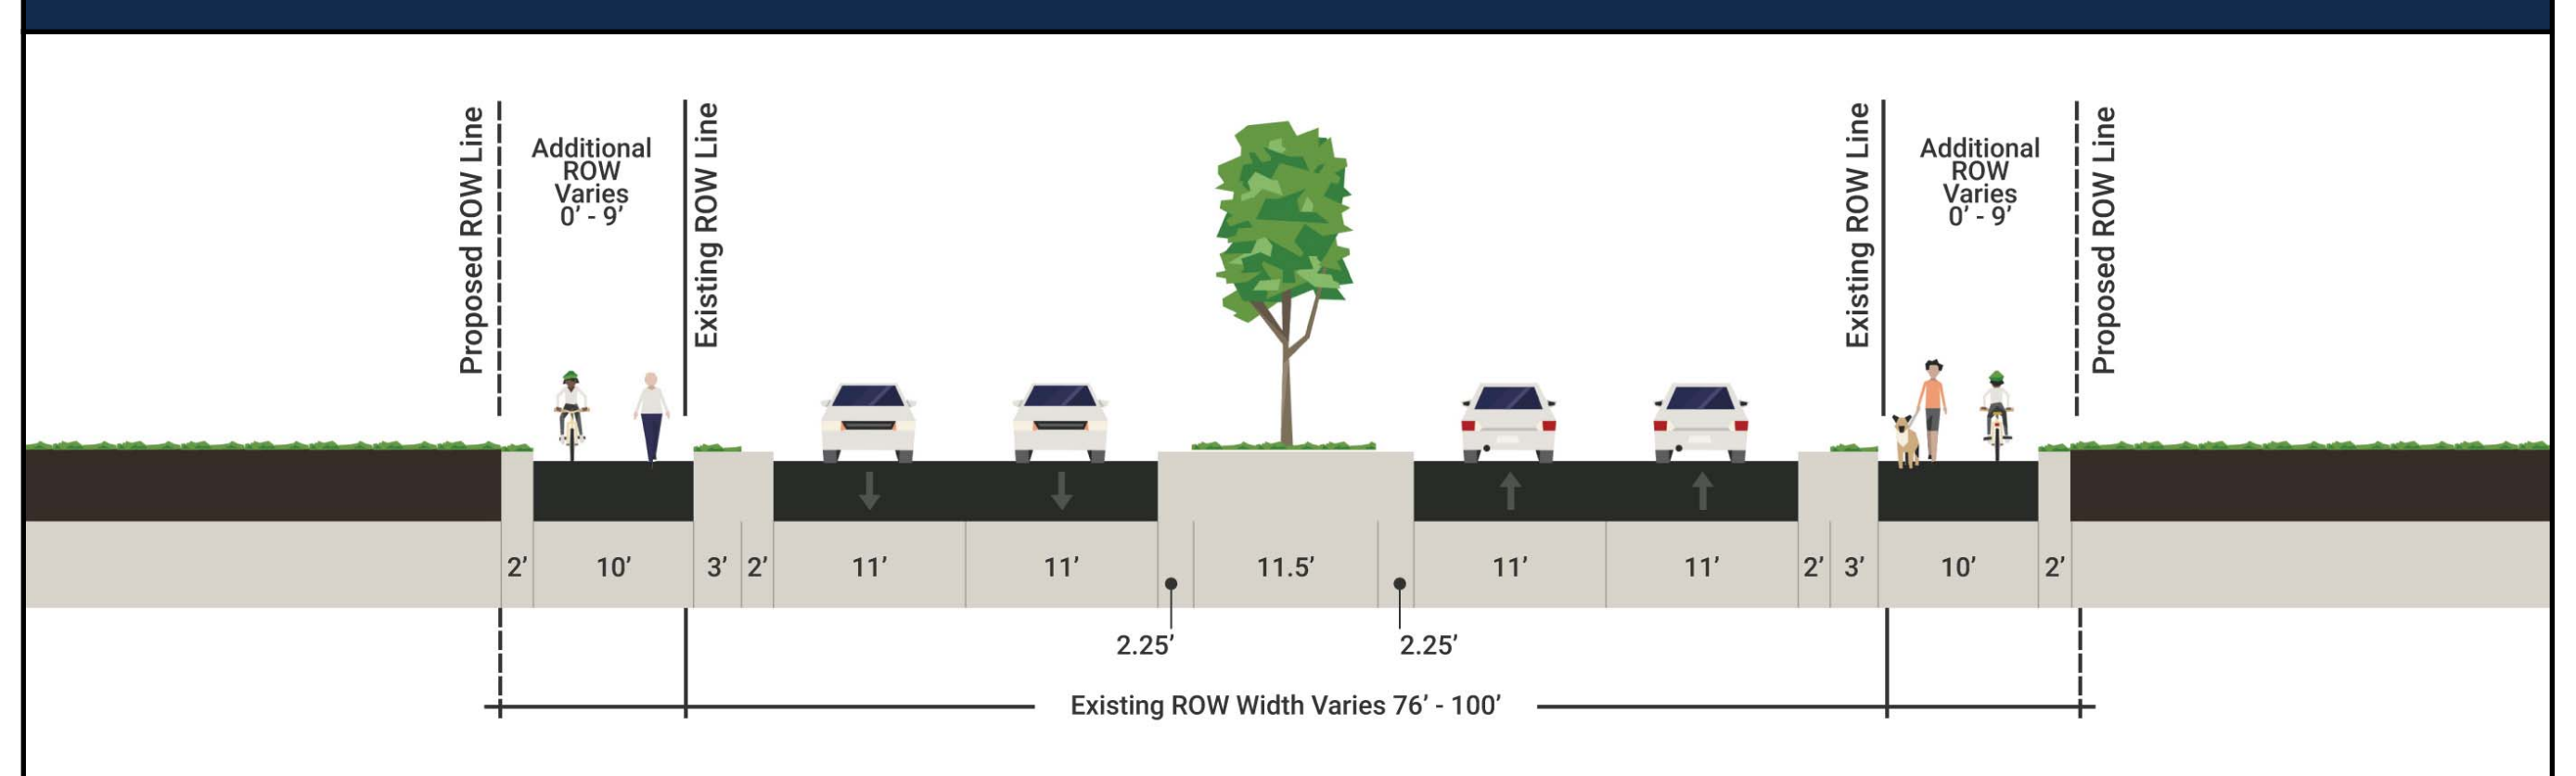 Proposed ROW Line
Additional
ROW
Varies
0’ - 9’
Existing ROW Line
Existing ROW Line
Additional
ROW
Varies
0’ - 9’
Proposed ROW Line
2’
10’
3’
2’
11’
11’
2.25’
11.5’
2.25’
11’
11’
2’
3’
10’
2’
Existing ROW Width Varies 76’ - 100’